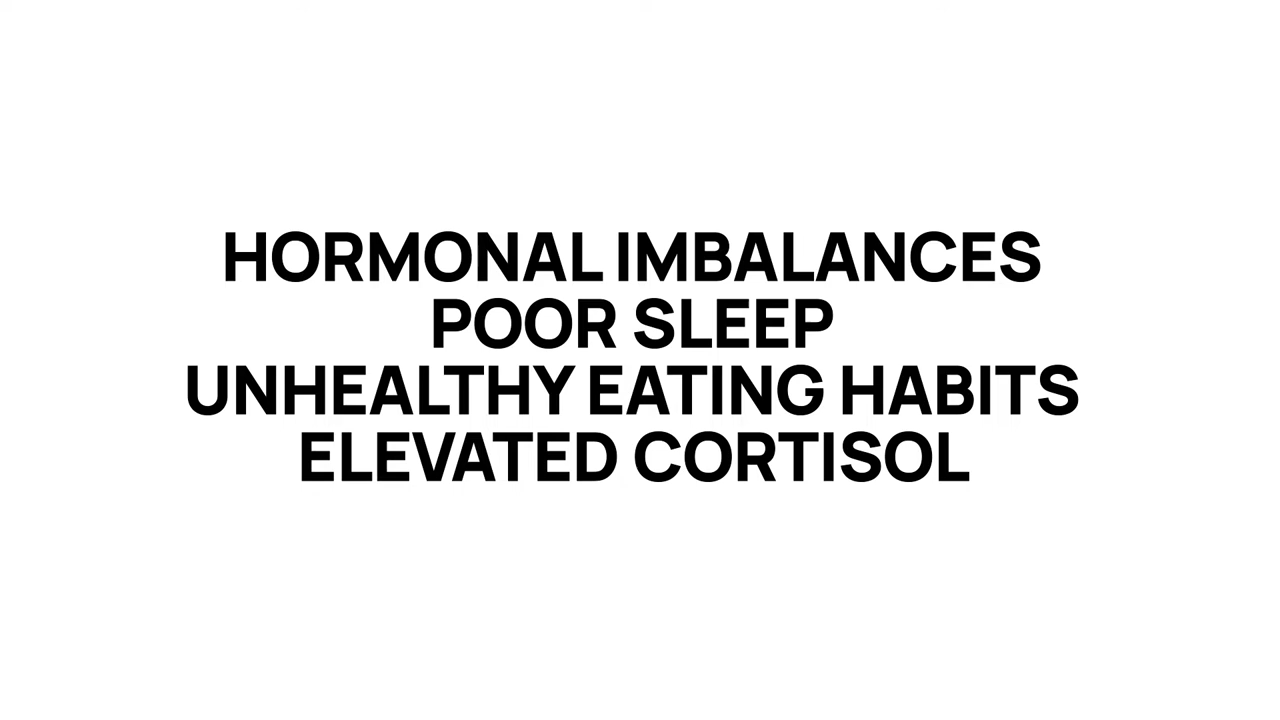 HORMONAL IMBALANCES
POOR SLEEP
UNHEALTHY EATING HABITS
ELEVATED CORTISOL